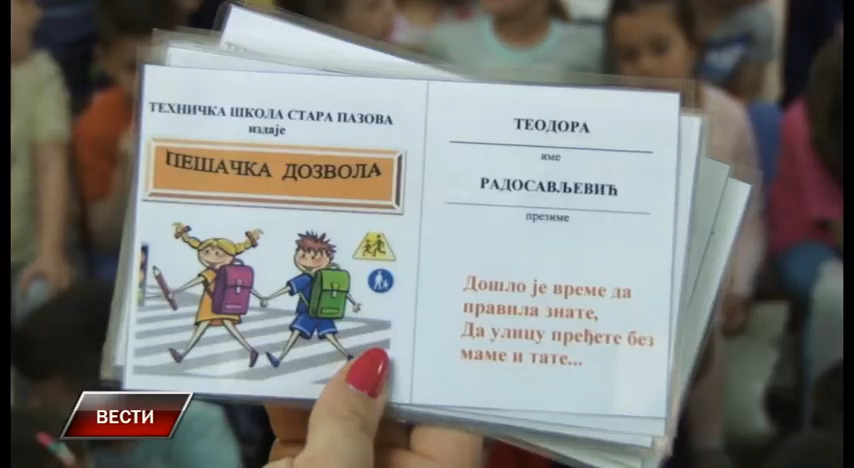 ТЕХНИЧКА ШКОЛА СТАРА ПАЗОВА
издаје
ПЕШАЧКА ДОЗВОЛА
ТЕОДОРА
име
РАДОСАВЉЕВИЋ
презиме
Дошло је време да
правила знате,
Да улицу пређете без
маме и тате...
ВЕСТИ